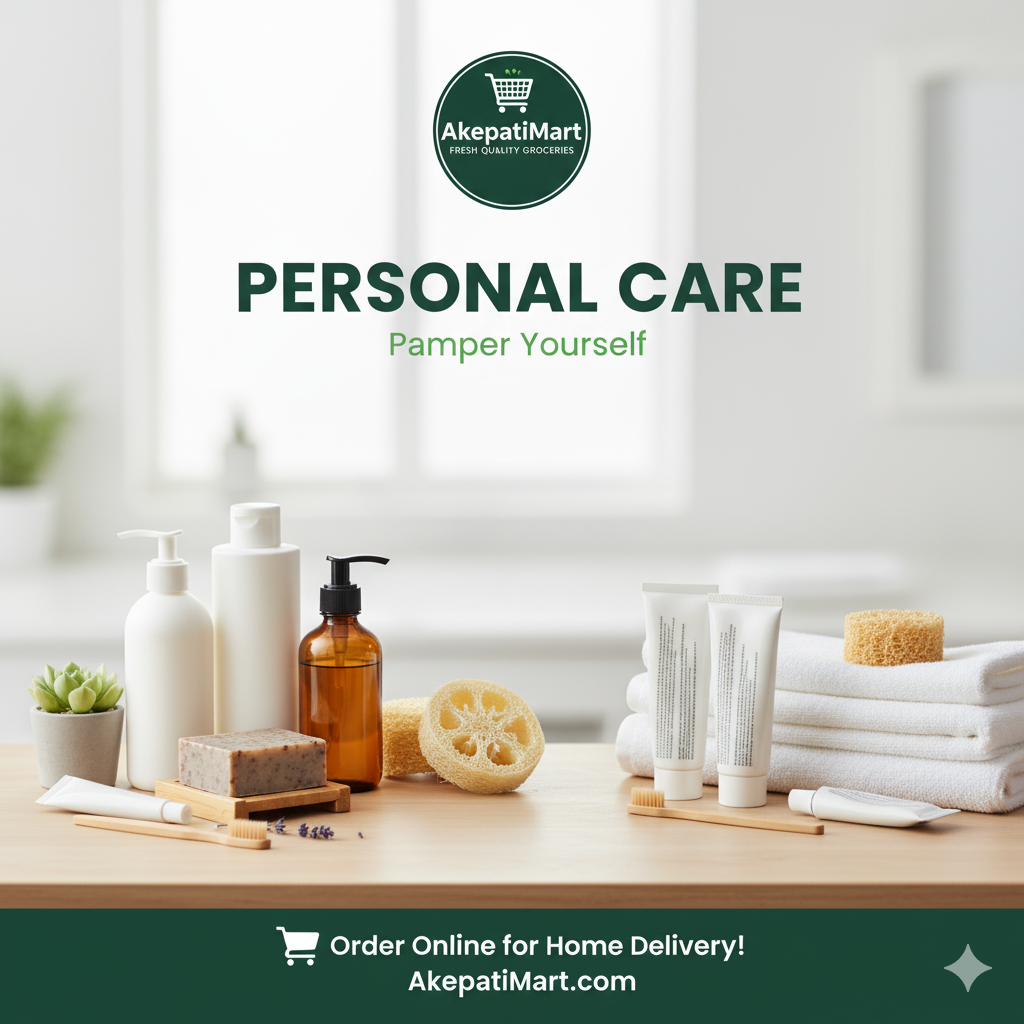 AkepatiMart
FRESH QUALITY GROCERIES
PERSONAL CARE
Pamper Yourself
Order Online for Home Delivery!
AkepatiMart.com